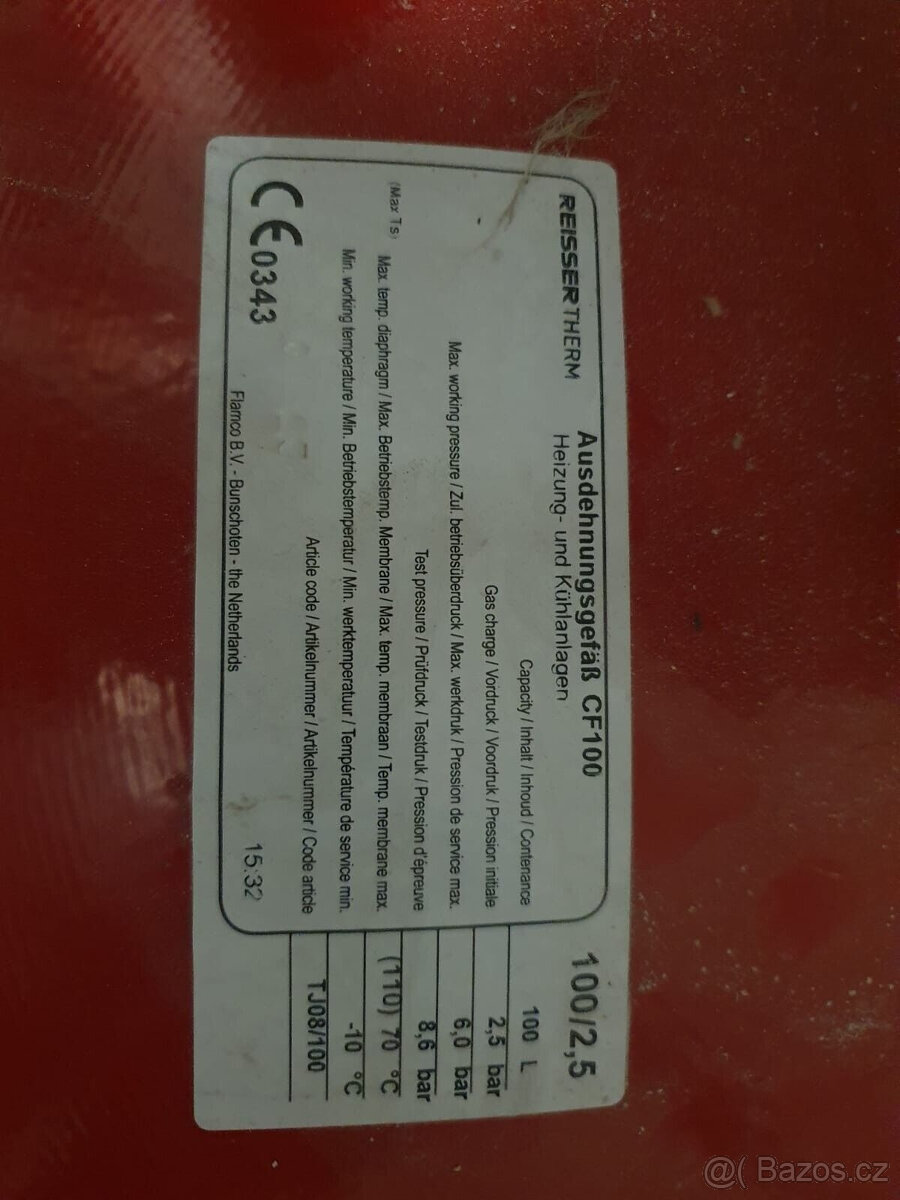 REISSERTHERM Ausdehnungsgefäß CF100 100/2,5
Heizung- und Kühlanlagen
Capacity / Inhalt / Inhoud / Contenance 100 L
Gas charge / Vordruck / Voordruk / Pression initiale 2,5 bar
Max. working pressure / Zul. betriebsüberdruck / Max. werkdruk / Pression de service max. 6,0 bar
Test pressure / Prüfdruck / Testdruk / Pression d'épreuve 8,6 bar
(Max Ts) Max. temp. diaphragm / Max. Betriebstemp. Membrane / Max. temp. membraan / Temp. membrane max. (110) 70 °C
Min. working temperature / Min. Betriebstemperatur / Min. werktemperatuur / Température de service min. -10 °C
Article code / Artikelnummer / Artikelnummer / Code article TJ08/100
CE0343 15:32
Flamco B.V. - Bunschoten - the Netherlands
@( Bazos.cz